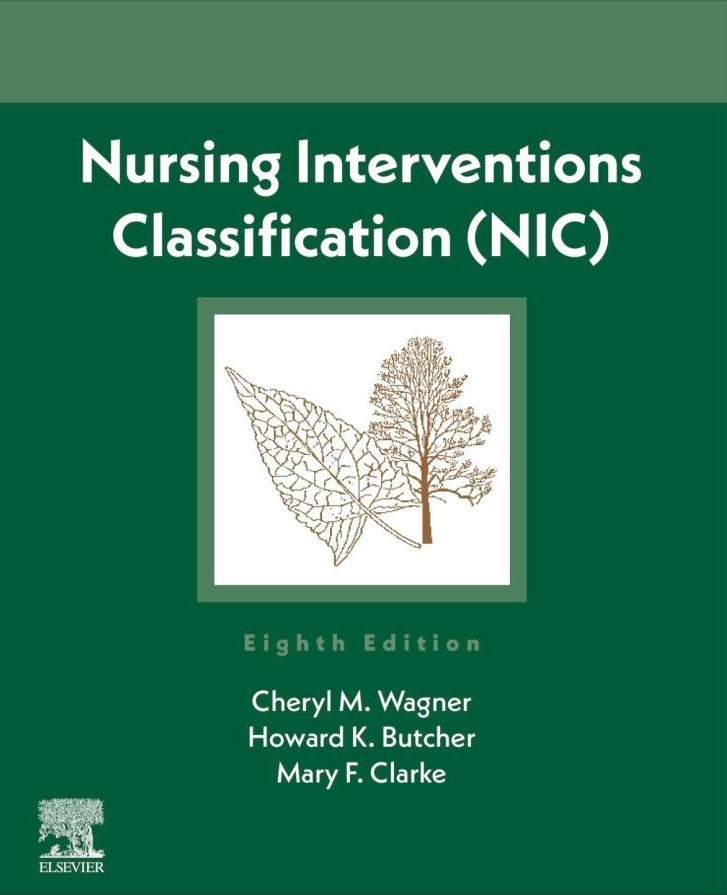 Nursing Interventions
Classification (NIC)
Eighth Edition
Cheryl M. Wagner
Howard K. Butcher
Mary F. Clarke
ELSEVIER